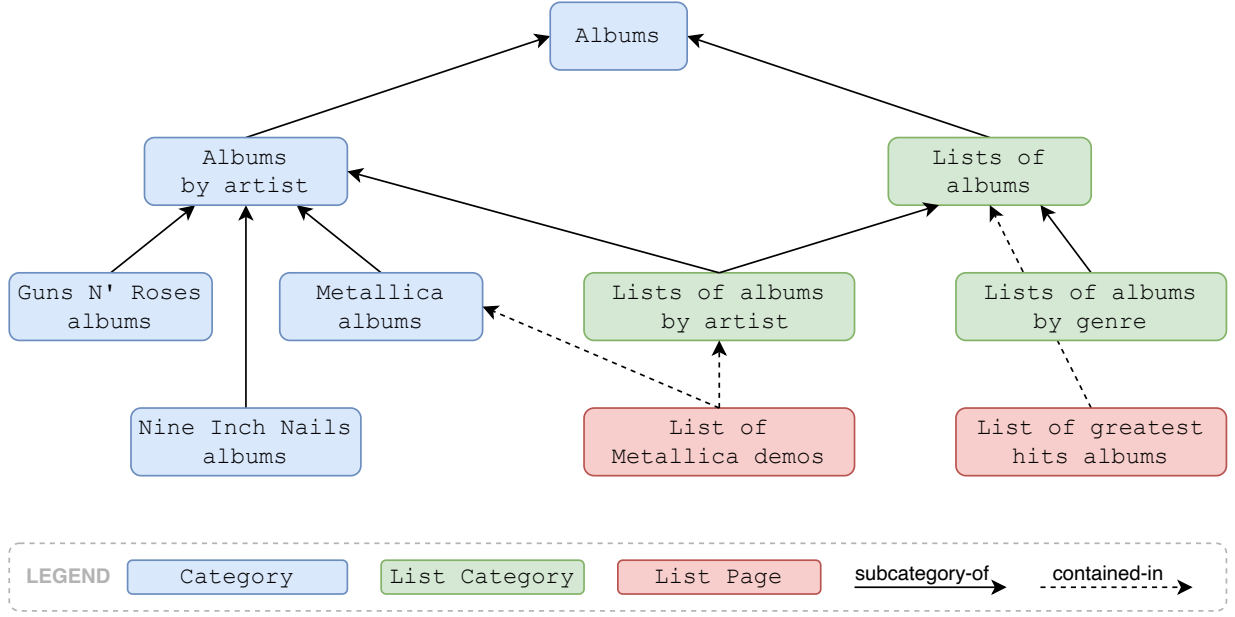 Albums
Albums
by artist
Lists of
albums
Guns N' Roses
albums
Metallica
albums
Lists of albums
by artist
Lists of albums
by genre
Nine Inch Nails
albums
List of
Metallica demos
List of greatest
hits albums
LEGEND
Category
List Category
List Page
subcategory-of
contained-in